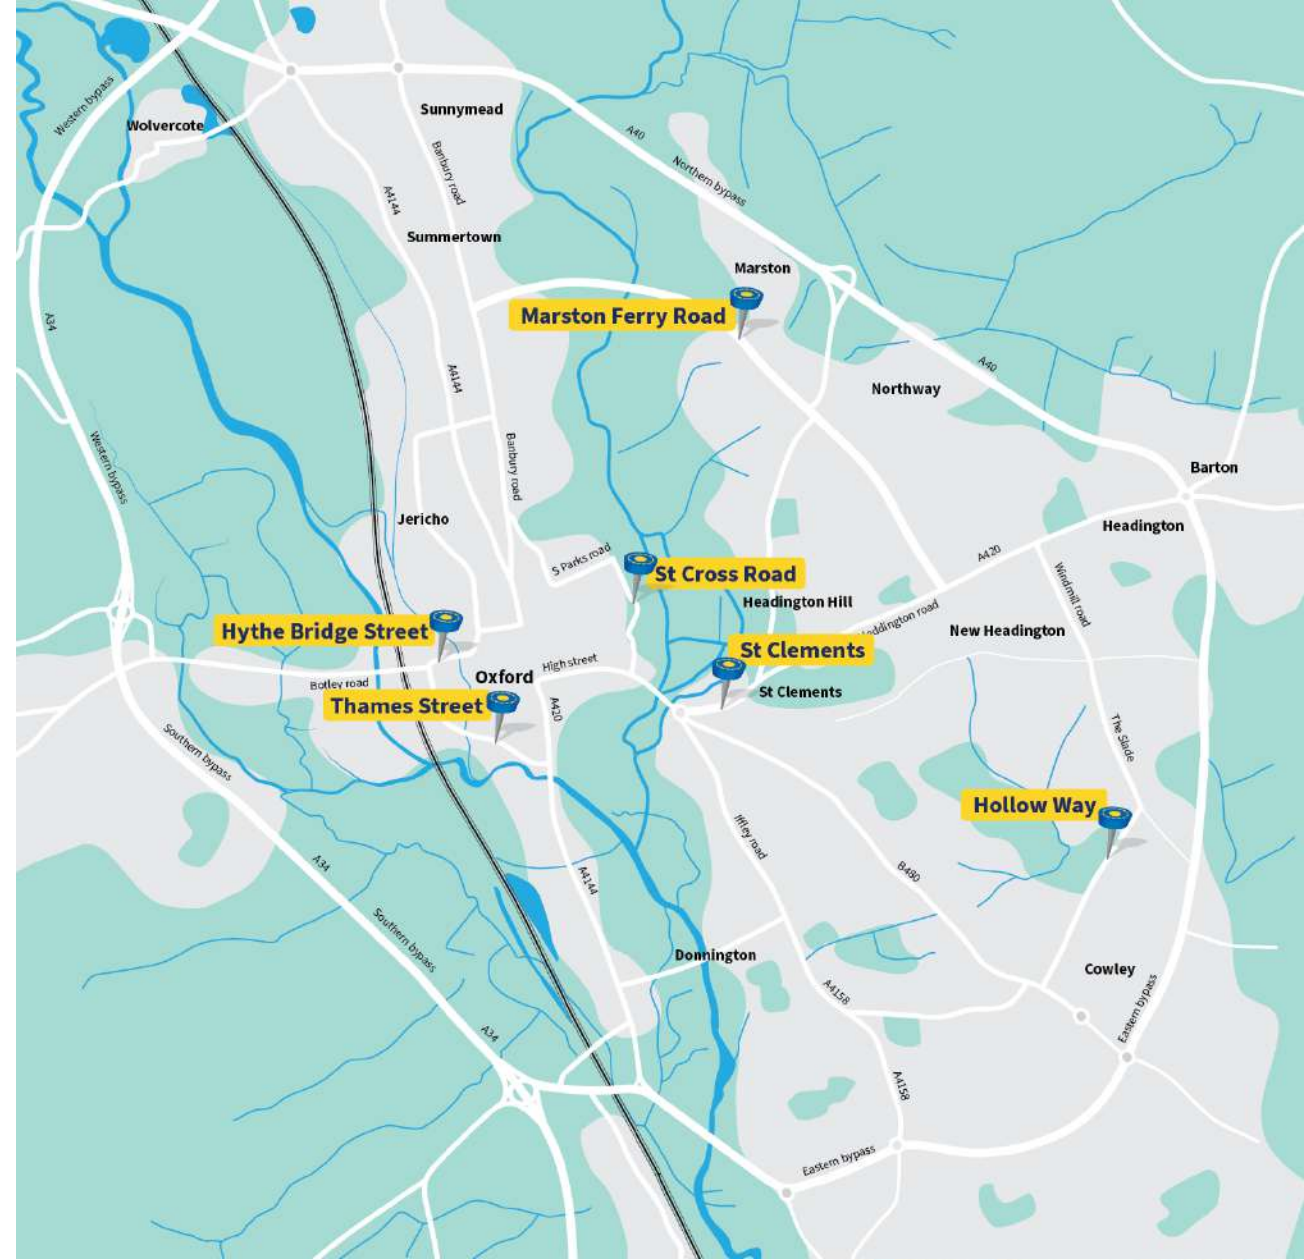 Sunnymead
Western bypass
Wolvercote
A40
Banbury road
Northern bypass
A4144
Summertown
Marston
Marston Ferry Road
A34
A40
A4144
Northway
Western bypass
Banbury road
Barton
Jericho
Headington
S Parks road
A420
St Cross Road
Windmill road
Headington Hill
Hythe Bridge Street
New Headington
St Clements
High street
Oxford
Botley road
St Clements
Thames Street
A420
Southern bypass
The Slade
Hollow Way
Iffley road
A34
B480
A4144
Southern bypass
Donnington
Cowley
A4158
Eastern bypass
A34
A4158
Eastern bypass